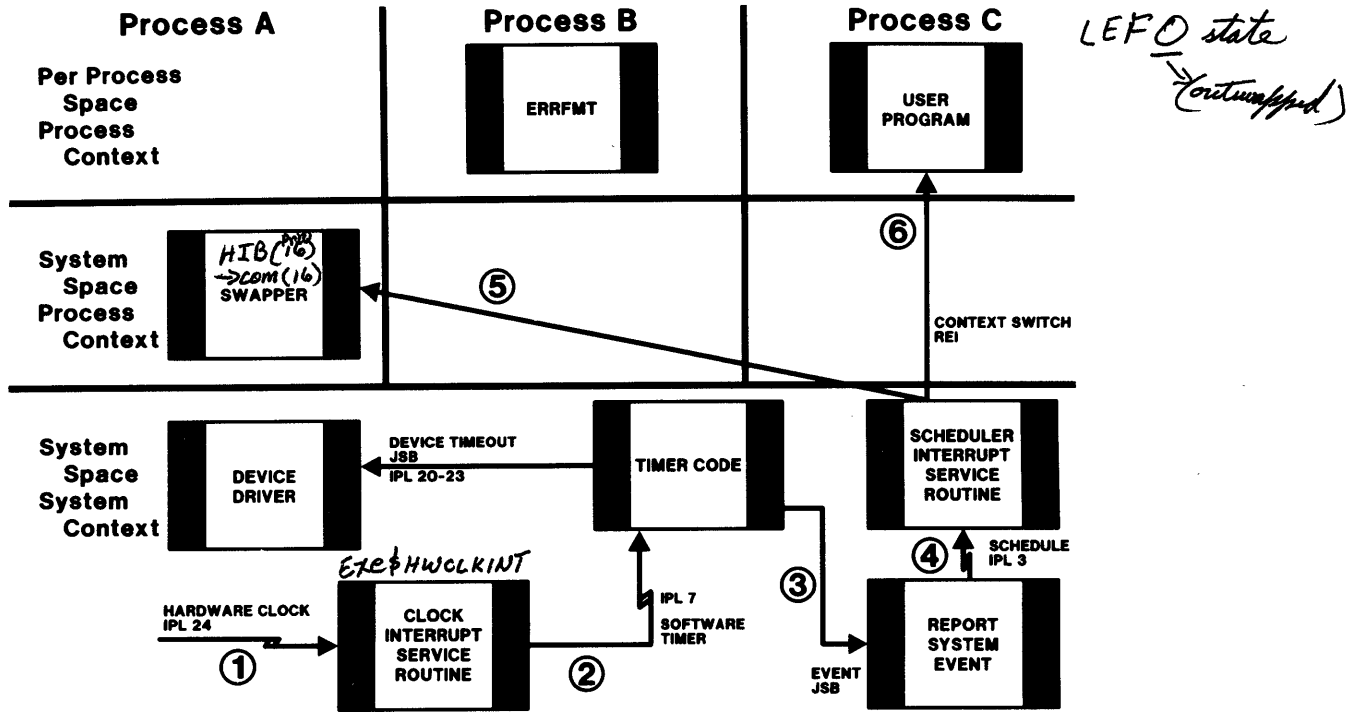 Process A
Process B
Process C
LEFO state
(outswapped)
Per Process
Space
Process
Context
ERRFMT
USER
PROGRAM
System
Space
Process
Context
HIB(16)
→com(16)
SWAPPER
⑤
⑥
CONTEXT SWITCH
REI
System
Space
System
Context
DEVICE
DRIVER
DEVICE TIMEOUT
JSB
IPL 20-23
TIMER CODE
SCHEDULER
INTERRUPT
SERVICE
ROUTINE
EXE$HWCLKINT
③
④
SCHEDULE
IPL 3
HARDWARE CLOCK
IPL 24
①
CLOCK
INTERRUPT
SERVICE
ROUTINE
②
IPL 7
SOFTWARE
TIMER
EVENT
JSB
REPORT
SYSTEM
EVENT